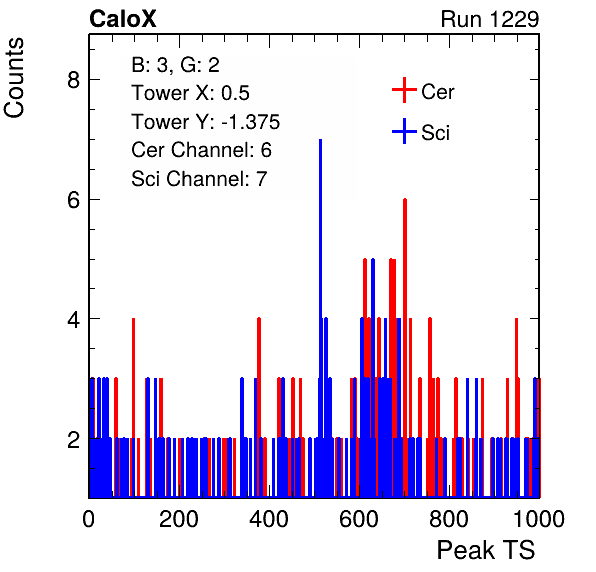 CaloX Run 1229
Counts
8
6
4
2
B: 3, G: 2
Tower X: 0.5
Tower Y: -1.375
Cer Channel: 6
Sci Channel: 7
Cer
Sci
0 200 400 600 800 1000
Peak TS